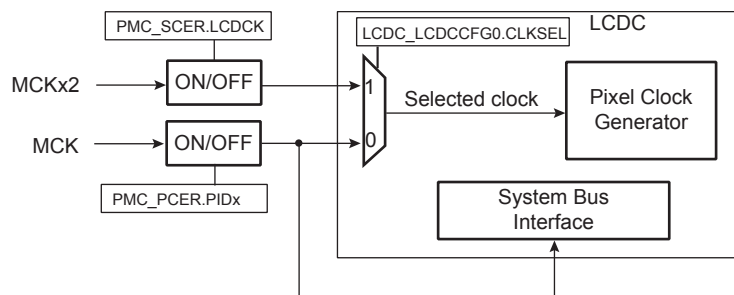 PMC_SCER.LCDCK
LCDC_LCDCCFG0.CLKSEL
LCDC
MCKx2
ON/OFF
1
Selected clock
Pixel Clock
Generator
MCK
ON/OFF
0
PMC_PCER.PIDx
System Bus
Interface